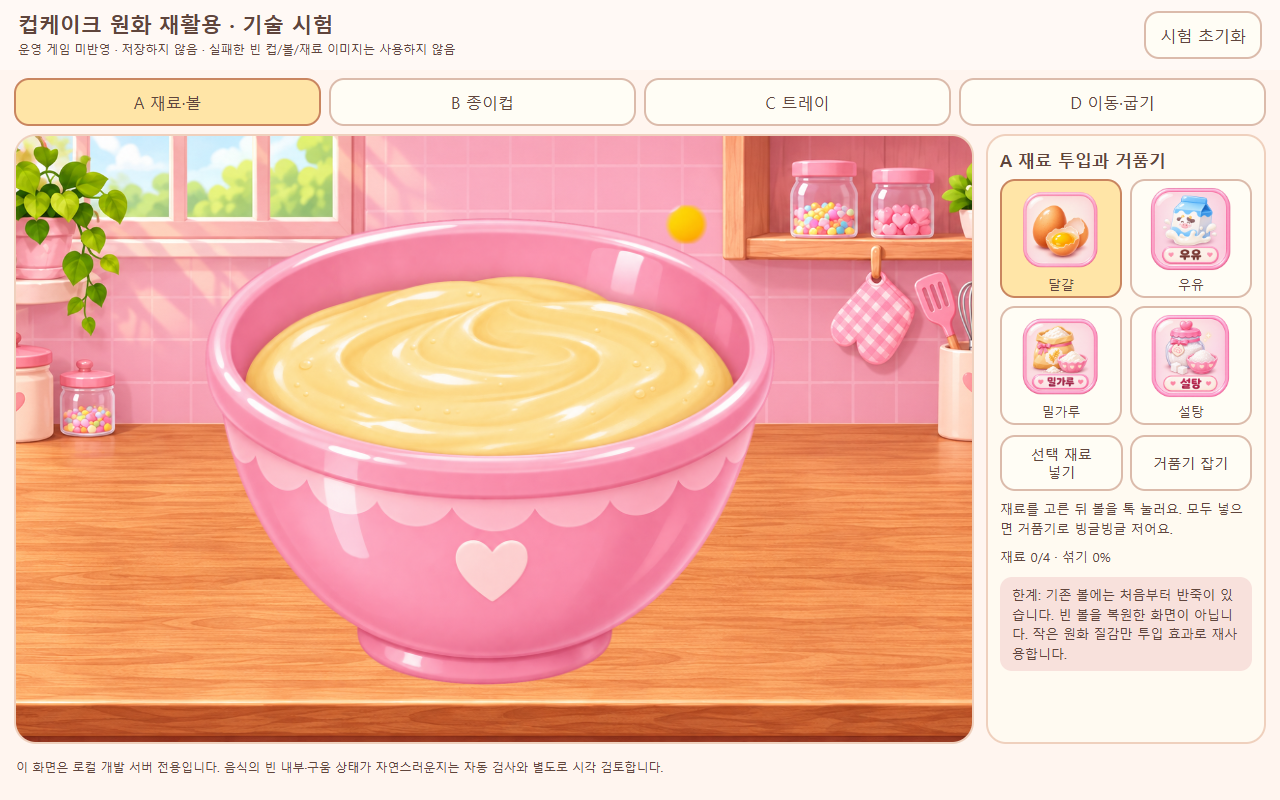 컵케이크 원화 재활용 · 기술 시험
운영 게임 미반영 · 저장하지 않음 · 실패한 빈 컵/볼/재료 이미지는 사용하지 않음
시험 초기화
A 재료·볼
B 종이컵
C 트레이
D 이동·굽기
A 재료 투입과 거품기
달걀
우유
우유
밀가루
밀가루
설탕
설탕
선택 재료
넣기
거품기 잡기
재료를 고른 뒤 볼을 톡 눌러요. 모두 넣으
면 거품기로 빙글빙글 저어요.
재료 0/4 · 섞기 0%
한계: 기존 볼에는 처음부터 반죽이 있
습니다. 빈 볼을 복원한 화면이 아닙니
다. 작은 원화 질감만 투입 효과로 재사
용합니다.
이 화면은 로컬 개발 서버 전용입니다. 음식의 빈 내부·구움 상태가 자연스러운지는 자동 검사와 별도로 시각 검토합니다.